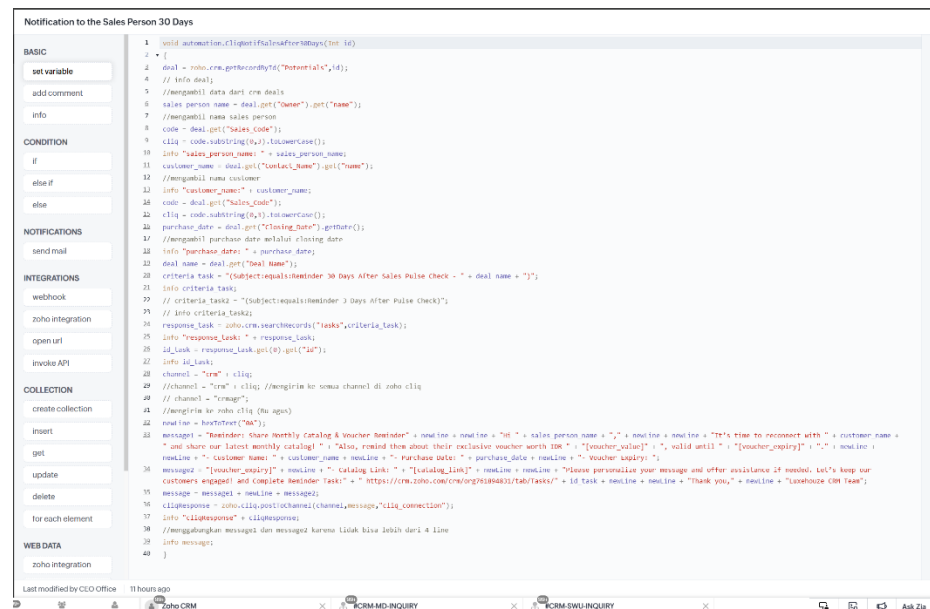 Notification to the Sales Person 30 Days
BASIC
set variable
add comment
info
CONDITION
if
else if
else
NOTIFICATIONS
send mail
INTEGRATIONS
webhook
zoho integration
open url
invoke API
COLLECTION
create collection
insert
get
update
delete
for each element
WEB DATA
zoho integration
1 void automation.CliqNotifSalesAfter30Days(Int id)
2 {
3 deal = zoho.crm.getRecordById("Potentials",id);
4 // info deal;
5 //mengambil data dari crm deals
6 sales_person_name = deal.get("Owner").get("name");
7 //mengambil nama sales person
8 code = deal.get("Sales_Code");
9 cliq = code.subString(0,3).toLowerCase();
10 info "sales_person_name: " + sales_person_name;
11 customer_name = deal.get("Contact_Name").get("name");
12 //mengambil nama customer
13 info "customer_name:" + customer_name;
14 code = deal.get("Sales_Code");
15 cliq = code.subString(0,3).toLowerCase();
16 purchase_date = deal.get("Closing_Date").getDate();
17 //mengambil purchase date melalui closing date
18 info "purchase_date: " + purchase_date;
19 deal_name = deal.get("Deal_Name");
20 criteria_task = "(Subject:equals:Reminder 30 Days After Sales Pulse Check - " + deal_name + ")";
21 info criteria_task;
22 // criteria_task2 = "(Subject:equals:Reminder 3 Days After Pulse Check)";
23 // info criteria_task2;
24 response_task = zoho.crm.searchRecords("Tasks",criteria_task);
25 info "response_task: " + response_task;
26 id_task = response_task.get(0).get("id");
27 info id_task;
28 channel = "crm" + cliq;
29 //channel = "crm" + cliq; //mengirim ke semua channel di zoho cliq
30 // channel = "crmagr";
31 //mengirim ke zoho cliq (Bu agus)
32 newLine = hexToText("0A");
33 message1 = "Reminder: Share Monthly Catalog & Voucher Reminder" + newLine + newLine + "Hi " + sales_person_name + "," + newLine + newLine + "It's time to reconnect with " + customer_name +
" and share our latest monthly catalog! " + "Also, remind them about their exclusive voucher worth IDR " + "[voucher_value]" + ", valid until " + "[voucher_expiry]" + "." + newLine +
newLine + "- Customer Name: " + customer_name + newLine + "- Purchase Date: " + purchase_date + newLine + "- Voucher Expiry: ";
34 message2 = "[voucher_expiry]" + newLine + "- Catalog Link: " + "[catalog_link]" + newLine + newLine + "Please personalize your message and offer assistance if needed. Let's keep our
customers engaged! and Complete Reminder Task:" + " https://crm.zoho.com/crm/org761894831/tab/Tasks/" + id_task + newLine + newLine + "Thank you," + newLine + "Luxehouze CRM Team";
35 message = message1 + newLine + message2;
36 cliqResponse = zoho.cliq.postToChannel(channel,message,"cliq_connection");
37 info "cliqResponse" + cliqResponse;
38 //menggabungkan message1 dan message2 karena tidak bisa lebih dari 4 line
39 info message;
40 }
Last modified by CEO Office 11 hours ago
Zoho CRM
#CRM-MD-INQUIRY
#CRM-SWU-INQUIRY
Ask Zia